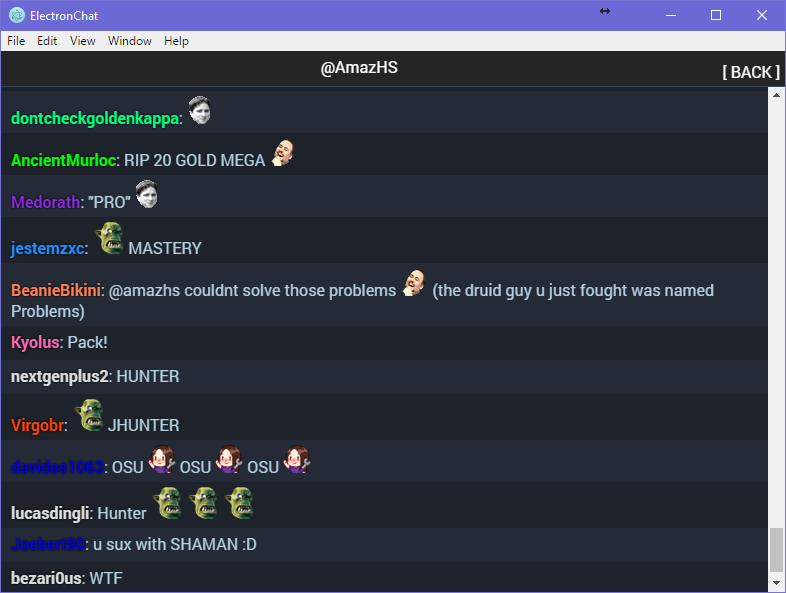 ElectronChat
File Edit View Window Help
@AmazHS
[ BACK ]
dontcheckgoldenkappa:
AncientMurloc: RIP 20 GOLD MEGA
Medorath: "PRO"
jestemzxc: MASTERY
BeanieBikini: @amazhs couldnt solve those problems (the druid guy u just fought was named
Problems)
Kyolus: Pack!
nextgenplus2: HUNTER
Virgobr: JHUNTER
davidos1063: OSU OSU OSU
lucasdingli: Hunter
Joebert90: u sux with SHAMAN :D
bezari0us: WTF